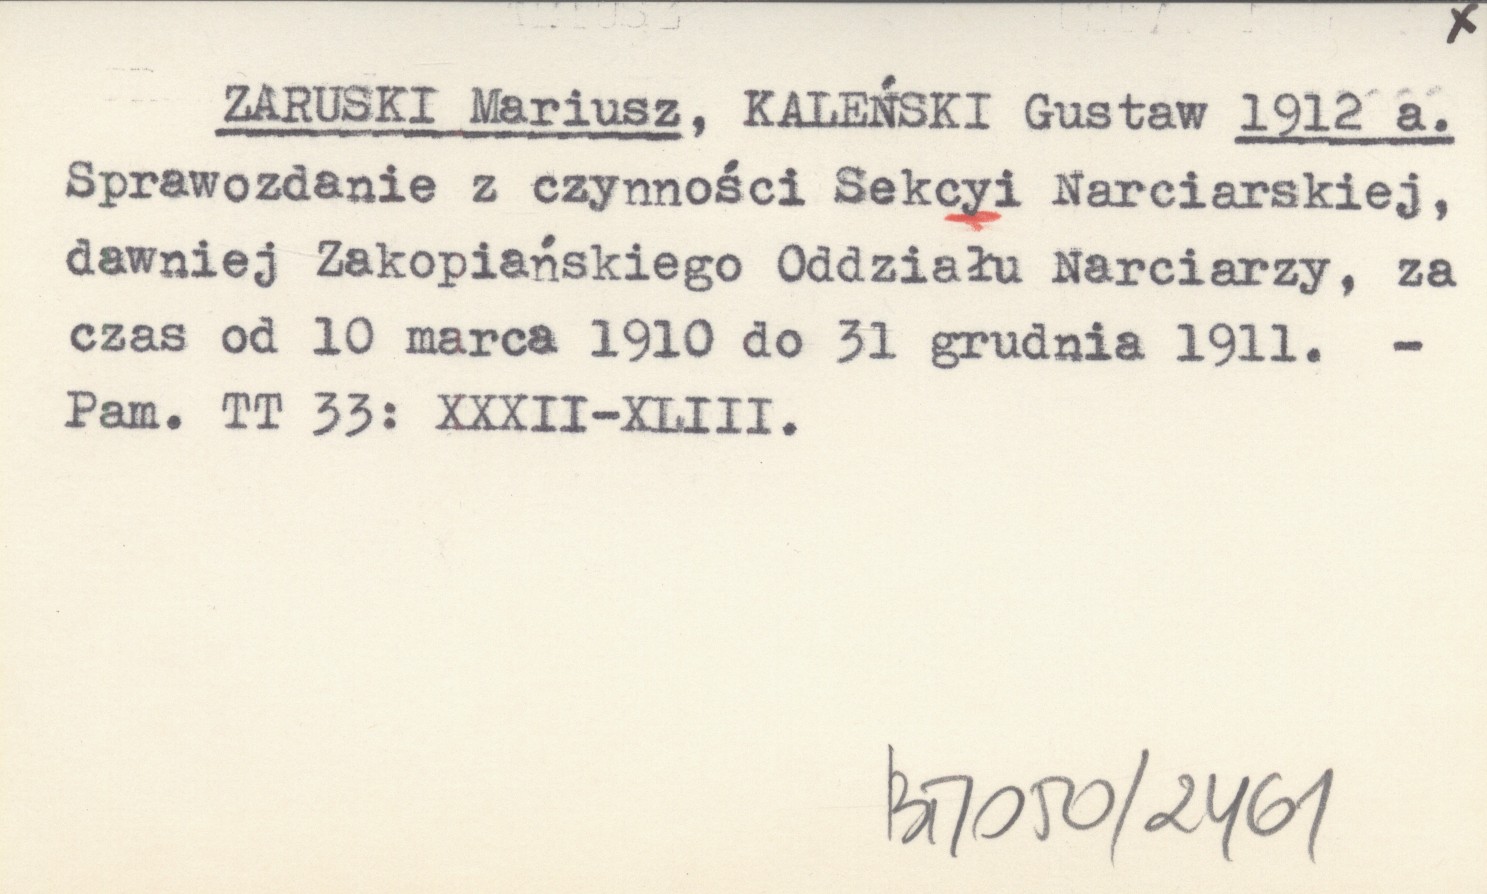 x
ZARUSKI Mariusz, KALEŃSKI Gustaw 1912 a.
Sprawozdanie z czynności Sekcyi Narciarskiej,
dawniej Zakopiańskiego Oddziału Narciarzy, za
czas od 10 marca 1910 do 31 grudnia 1911. -
Pam. TT 33: XXXII-XLIII.
Bi7050/2461